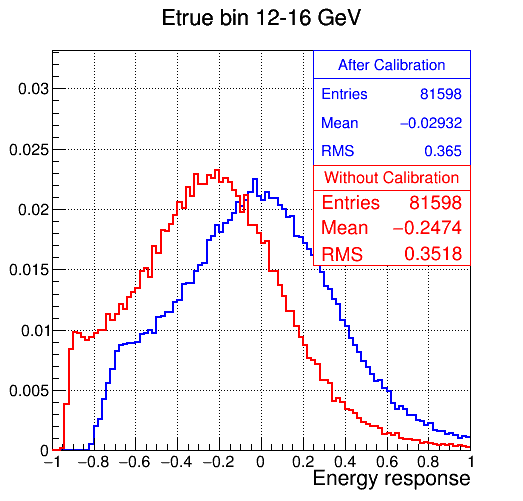 Etrue bin 12-16 GeV
After Calibration
Entries 81598
Mean −0.02932
RMS 0.365
Without Calibration
Entries 81598
Mean −0.2474
RMS 0.3518
0.03
0.025
0.02
0.015
0.01
0.005
0
−1 −0.8 −0.6 −0.4 −0.2 0 0.2 0.4 0.6 0.8 1
Energy response